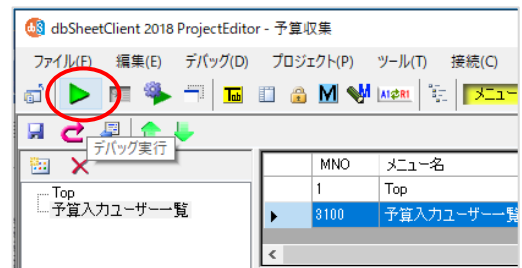 dbSheetClient 2018 ProjectEditor - 予算収集
ファイル(F) 編集(E) デバッグ(D) プロジェクト(P) ツール(T) 接続(C)
Tab M M A1 R1 メニュー
デバッグ実行
MNO メニュー名
Top
予算入力ユーザー一覧
1 Top
3100 予算入力ユーザー一覧